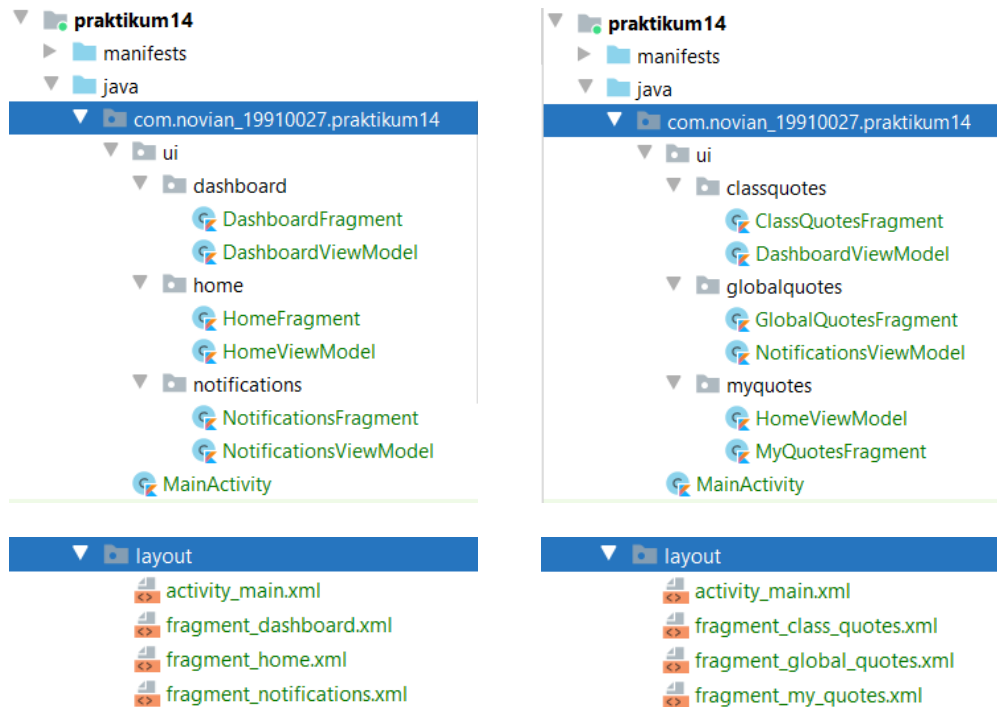 praktikum14
manifests
java
com.novian_19910027.praktikum14
ui
dashboard
DashboardFragment
DashboardViewModel
home
HomeFragment
HomeViewModel
notifications
NotificationsFragment
NotificationsViewModel
MainActivity
layout
activity_main.xml
fragment_dashboard.xml
fragment_home.xml
fragment_notifications.xml
praktikum14
manifests
java
com.novian_19910027.praktikum14
ui
classquotes
ClassQuotesFragment
DashboardViewModel
globalquotes
GlobalQuotesFragment
NotificationsViewModel
myquotes
HomeViewModel
MyQuotesFragment
MainActivity
layout
activity_main.xml
fragment_class_quotes.xml
fragment_global_quotes.xml
fragment_my_quotes.xml